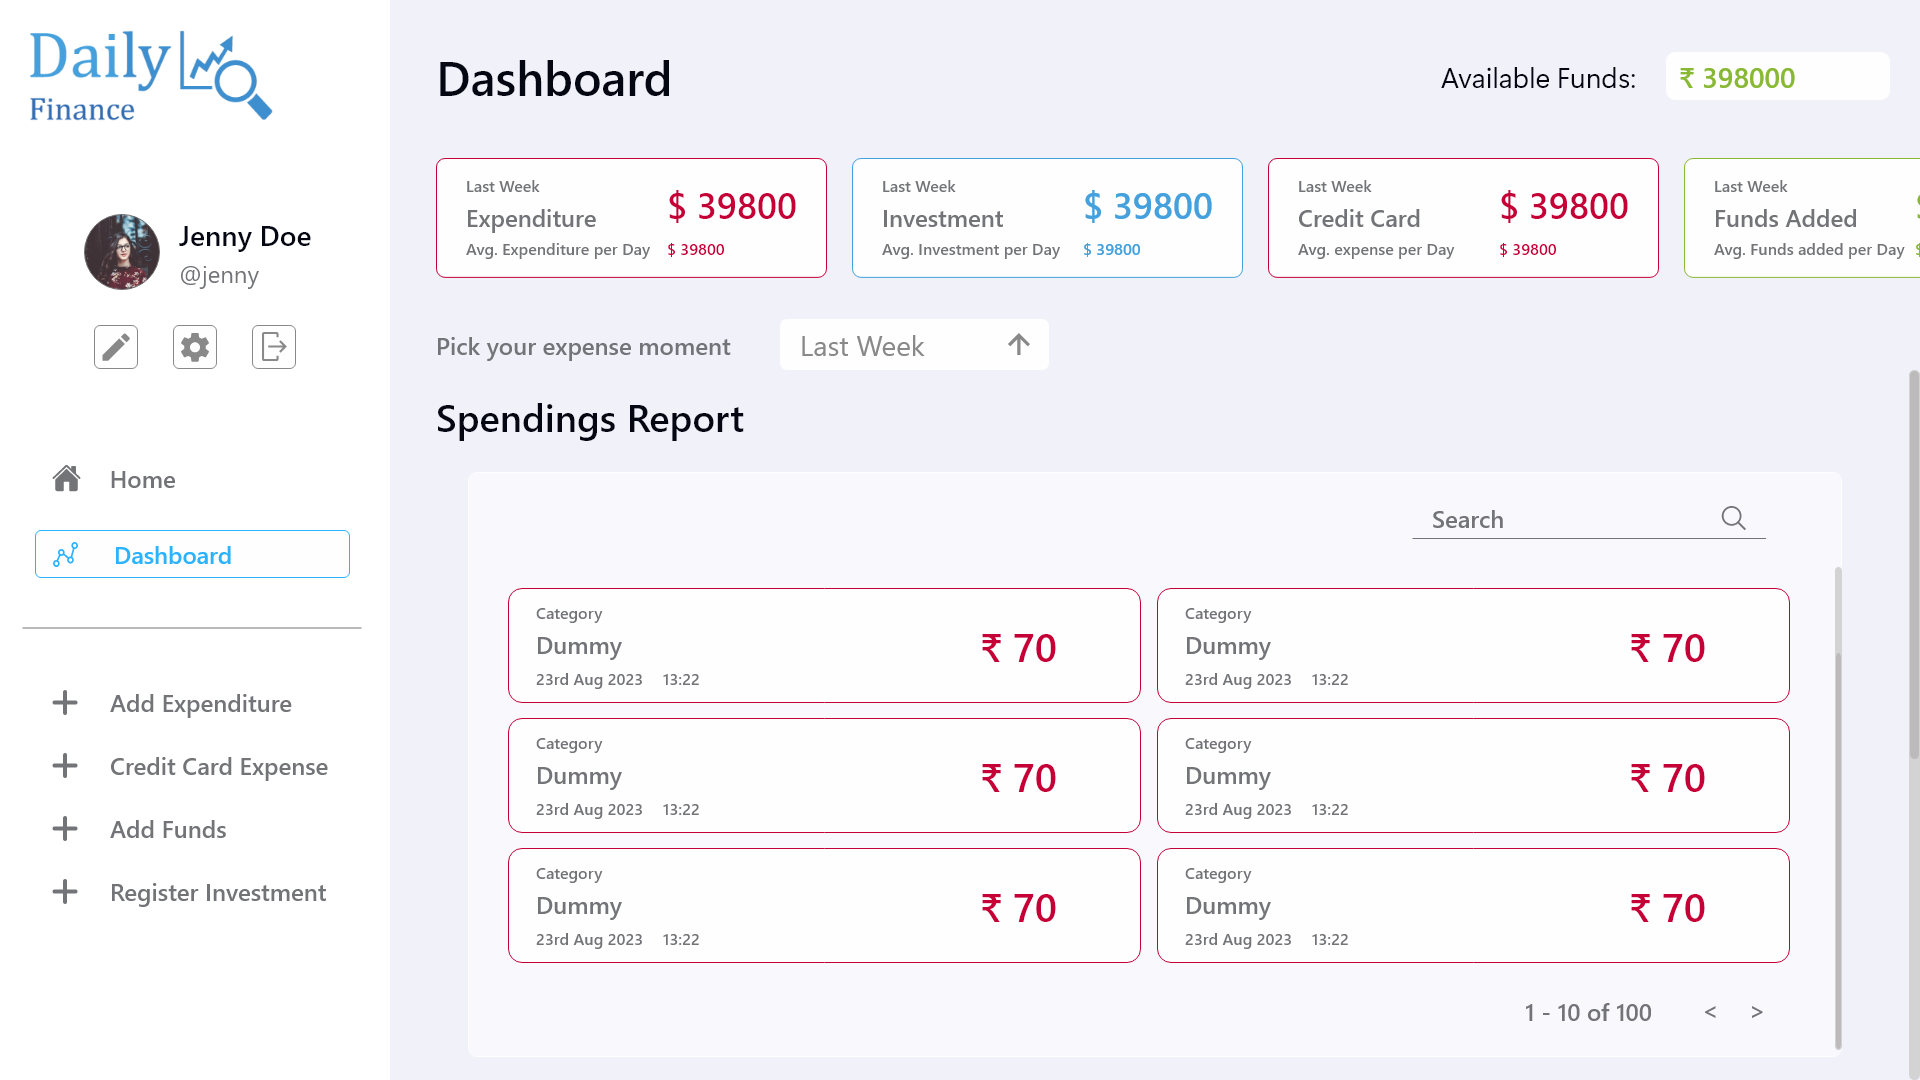 Daily
Finance
Jenny Doe
@jenny
Home
Dashboard
Add Expenditure
Credit Card Expense
Add Funds
Register Investment
Dashboard
Available Funds: ₹ 398000
Last Week
Expenditure $ 39800
Avg. Expenditure per Day $ 39800
Last Week
Investment $ 39800
Avg. Investment per Day $ 39800
Last Week
Credit Card $ 39800
Avg. expense per Day $ 39800
Last Week
Funds Added
Avg. Funds added per Day
Pick your expense moment Last Week
Spendings Report
Search
Category
Dummy ₹ 70
23rd Aug 2023 13:22
Category
Dummy ₹ 70
23rd Aug 2023 13:22
Category
Dummy ₹ 70
23rd Aug 2023 13:22
Category
Dummy ₹ 70
23rd Aug 2023 13:22
Category
Dummy ₹ 70
23rd Aug 2023 13:22
Category
Dummy ₹ 70
23rd Aug 2023 13:22
1 - 10 of 100 < >